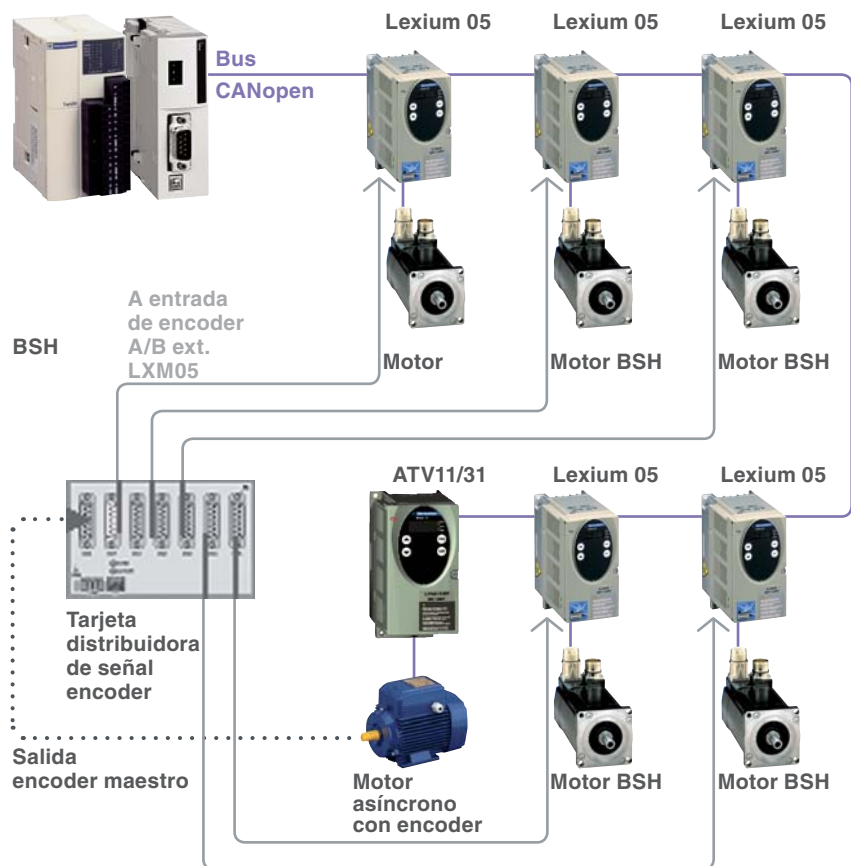 Lexium 05
Lexium 05
Lexium 05
Bus
CANopen
A entrada
de encoder
A/B ext.
LXM05
BSH
Motor
Motor BSH
Motor BSH
ATV11/31
Lexium 05
Lexium 05
Tarjeta
distribuidora
de señal
encoder
Salida
encoder maestro
Motor
asíncrono
con encoder
Motor BSH
Motor BSH